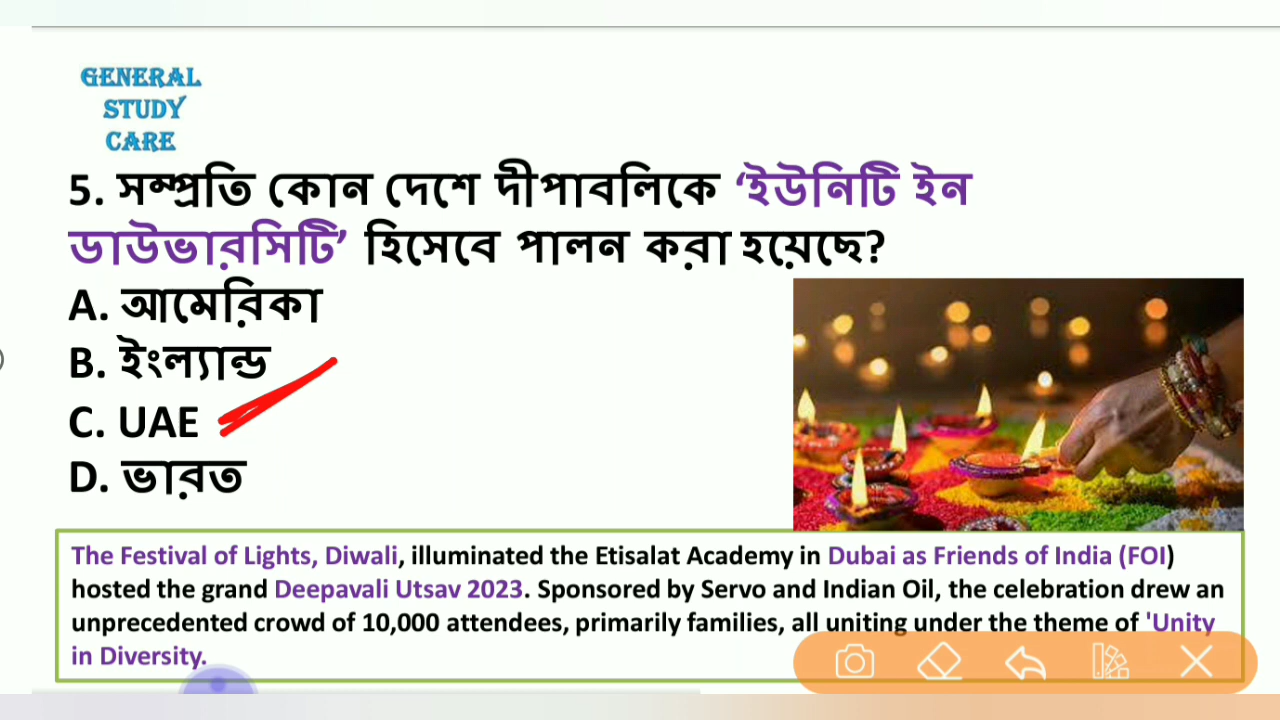 GENERAL
STUDY
CARE
5. সম্প্রতি কোন দেশে দীপাবলিকে ‘ইউনিটি ইন
ডাউভারসিটি’ হিসেবে পালন করা হয়েছে?
A. আমেরিকা
B. ইংল্যান্ড
C. UAE
D. ভারত
The Festival of Lights, Diwali, illuminated the Etisalat Academy in Dubai as Friends of India (FOI)
hosted the grand Deepavali Utsav 2023. Sponsored by Servo and Indian Oil, the celebration drew an
unprecedented crowd of 10,000 attendees, primarily families, all uniting under the theme of 'Unity
in Diversity.